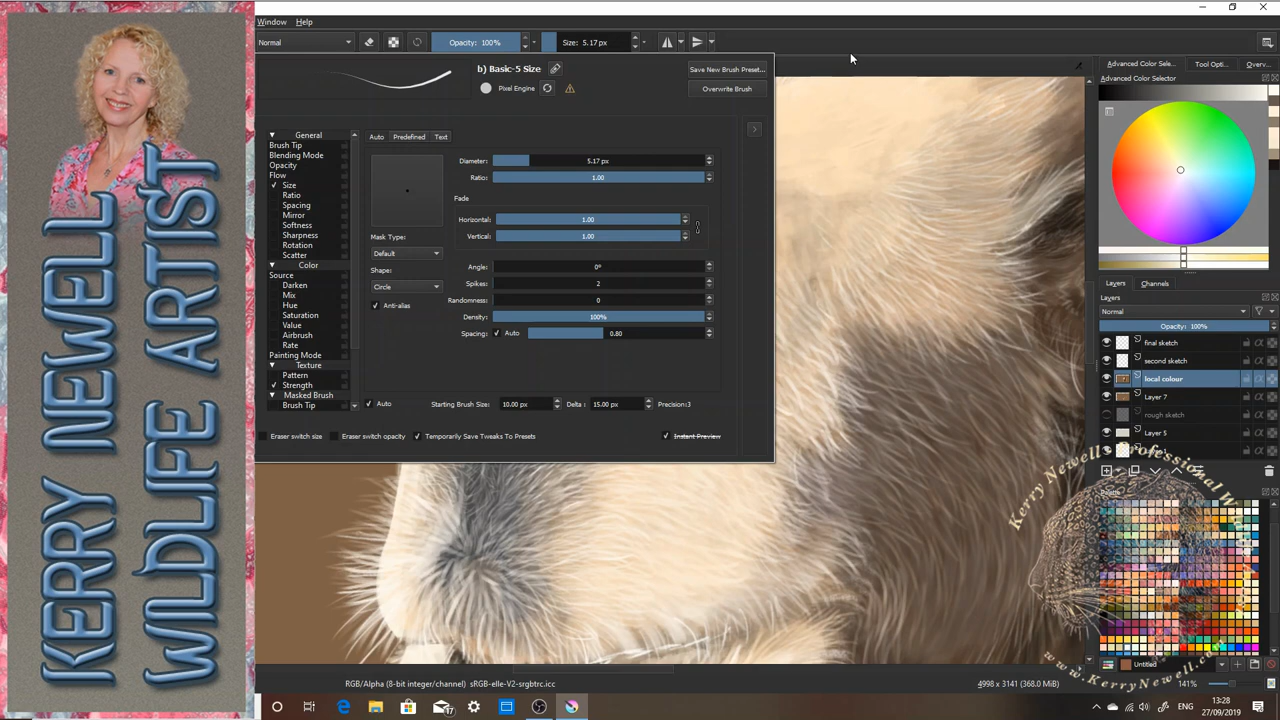 KERRY NEWELL
WILDLIFE ARTIST
Window Help
Normal Opacity: 100% Size: 5.17 px
b) Basic-5 Size
Pixel Engine
Save New Brush Preset...
Overwrite Brush
Auto Predefined Text
General
Brush Tip
Blending Mode
Opacity
Flow
Size
Ratio
Spacing
Mirror
Softness
Sharpness
Rotation
Scatter
Color
Source
Darken
Mix
Hue
Saturation
Value
Airbrush
Rate
Painting Mode
Texture
Pattern
Strength
Masked Brush
Brush Tip
Mask Type:
Default
Shape:
Circle
Anti-alias
Diameter: 5.17 px
Ratio: 1.00
Fade
Horizontal: 1.00
Vertical: 1.00
Angle: 0º
Spikes: 2
Randomness: 0
Density: 100%
Spacing: Auto 0.80
Auto Starting Brush Size: 10.00 px Delta : 15.00 px Precision:3
Eraser switch size Eraser switch opacity Temporarily Save Tweaks To Presets Instant Preview
Advanced Color Sele... Tool Opti... Overv...
Advanced Color Selector
Layers Channels
Layers
Normal
Opacity: 100%
final sketch
second sketch
local colour
Layer 7
rough sketch
Layer 5
Palette
Untitled
www.KerryNewell.com
RGB/Alpha (8-bit integer/channel) sRGB-elle-V2-srgbtrc.icc
4998 x 3141 (368.0 MiB)
141%
17
ENG
13:28
27/09/2019